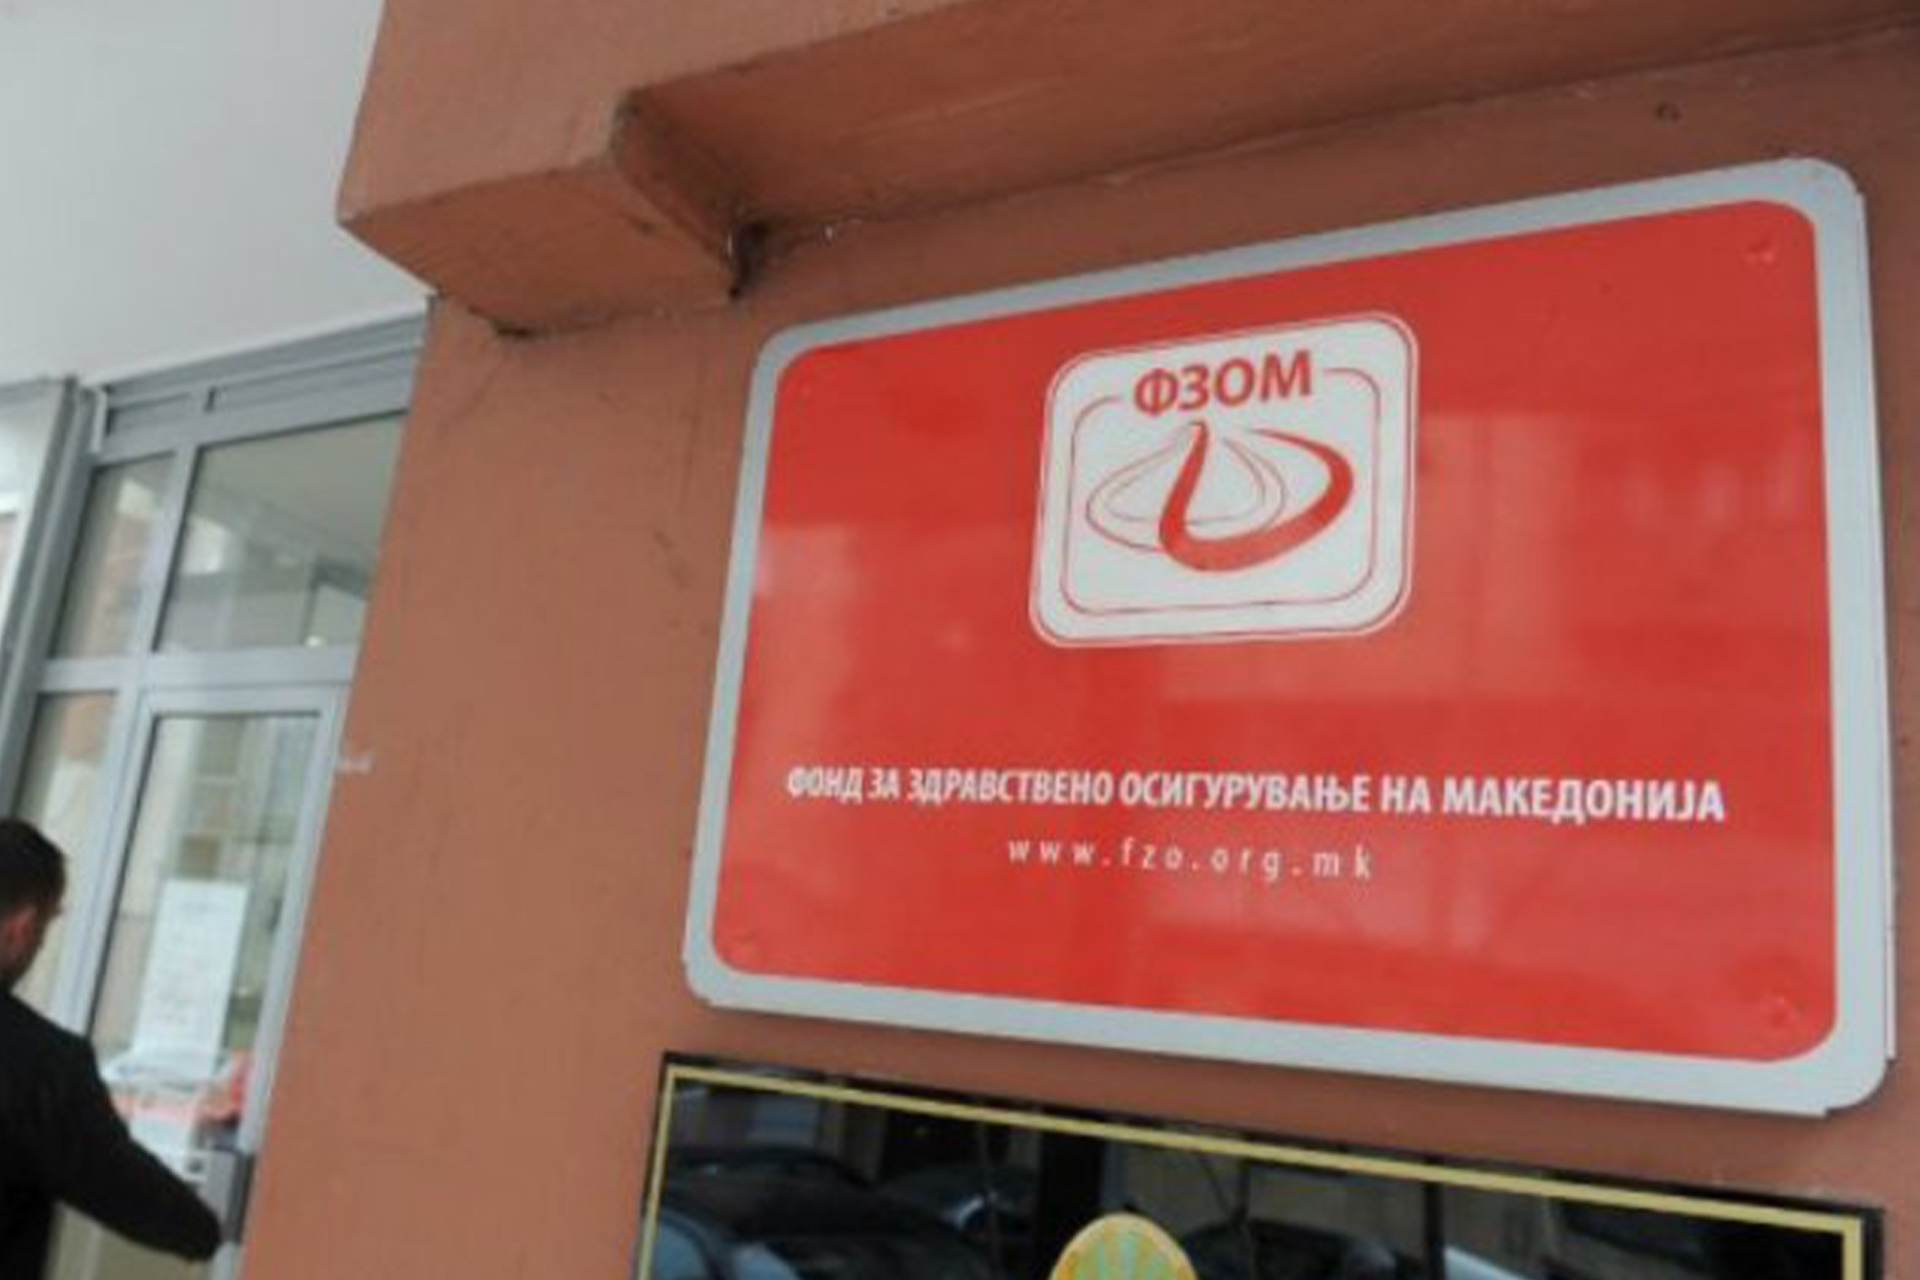 ФЗОМ
ФОНД ЗА ЗДРАВСТВЕНО ОСИГУРУВАЊЕ НА МАКЕДОНИЈА
www.fzo.org.mk